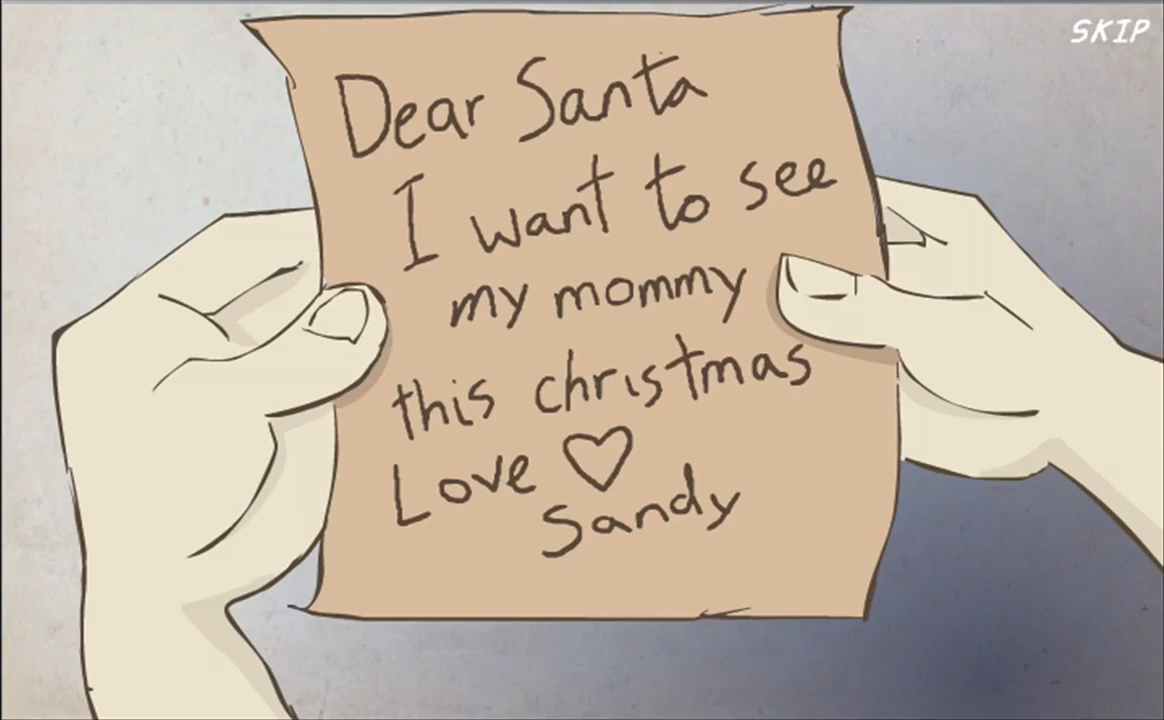 SKIP
Dear Santa
I want to see
my mommy
this christmas
Love ♡
Sandy